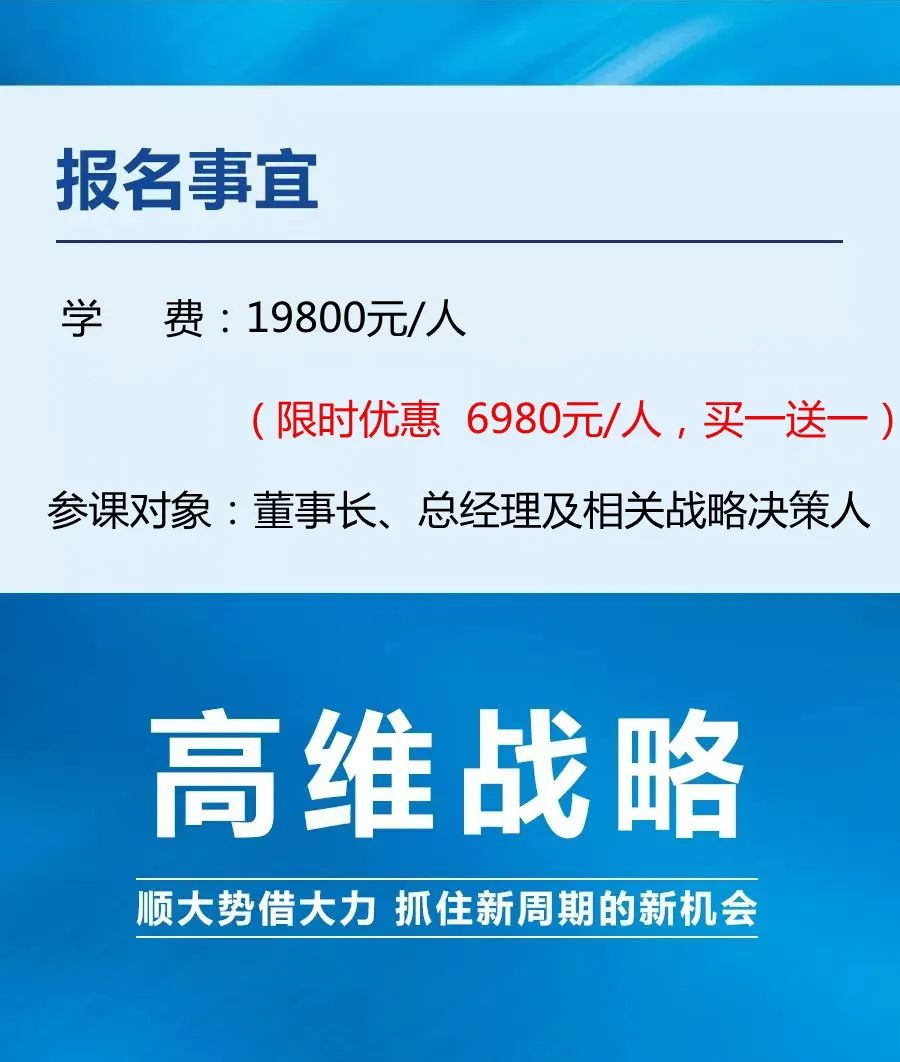 报名事宜
学 费：19800元/人
（限时优惠 6980元/人，买一送一）
参课对象：董事长、总经理及相关战略决策人
高维战略
顺大势借大力 抓住新周期的新机会